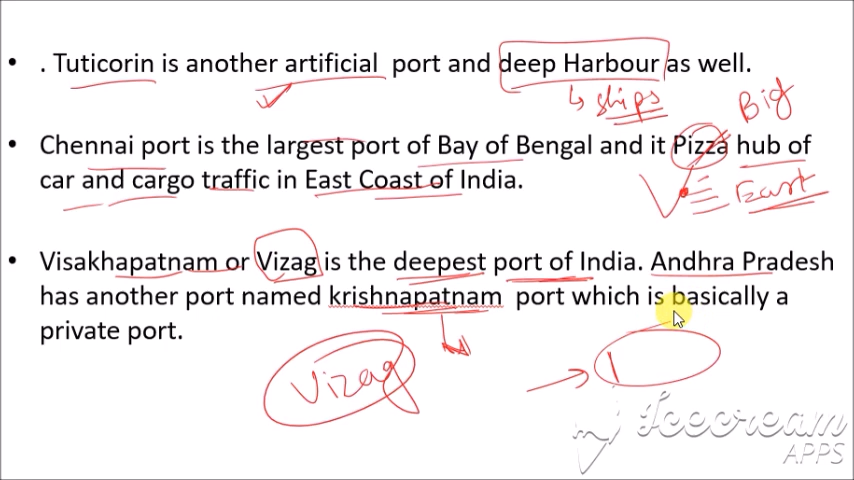 • . Tuticorin is another artificial port and deep Harbour as well.
↳ ships
Big
• Chennai port is the largest port of Bay of Bengal and it Pizza hub of
car and cargo traffic in East Coast of India.
East
• Visakhapatnam or Vizag is the deepest port of India. Andhra Pradesh
has another port named krishnapatnam port which is basically a
private port.
Vizag
Icecream
APPS